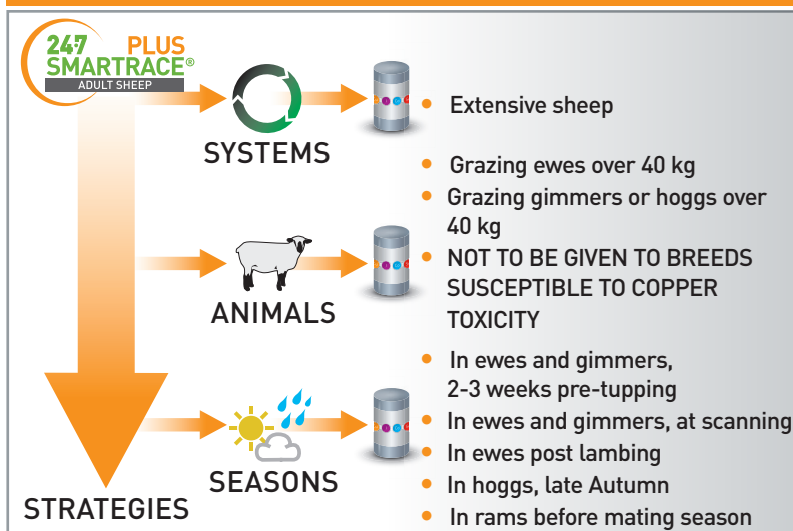 247 PLUS
SMARTRACE®
ADULT SHEEP
SYSTEMS
• Extensive sheep
ANIMALS
• Grazing ewes over 40 kg
• Grazing gimmers or hoggs over
40 kg
• NOT TO BE GIVEN TO BREEDS
SUSCEPTIBLE TO COPPER
TOXICITY
SEASONS
• In ewes and gimmers,
2-3 weeks pre-tupping
• In ewes and gimmers, at scanning
• In ewes post lambing
• In hoggs, late Autumn
• In rams before mating season
STRATEGIES